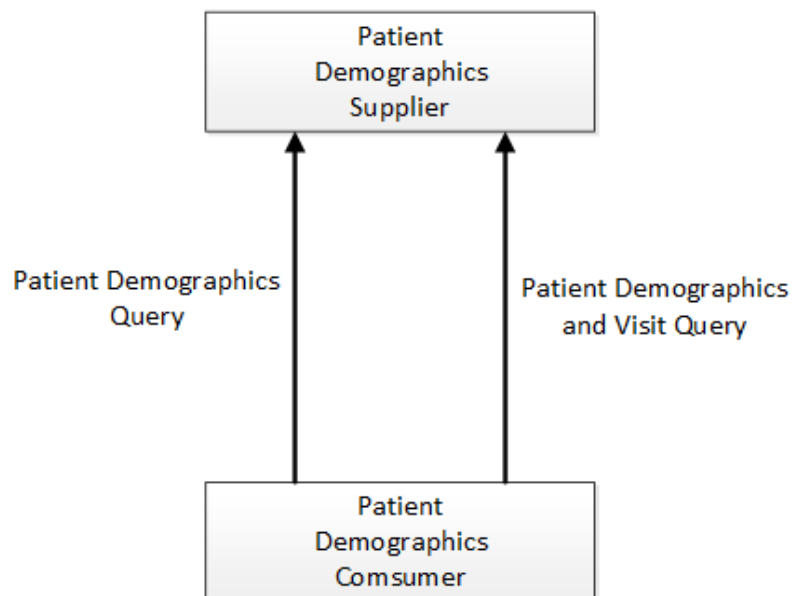 Patient
Demographics
Supplier
Patient Demographics
Query
Patient Demographics
and Visit Query
Patient
Demographics
Comsumer